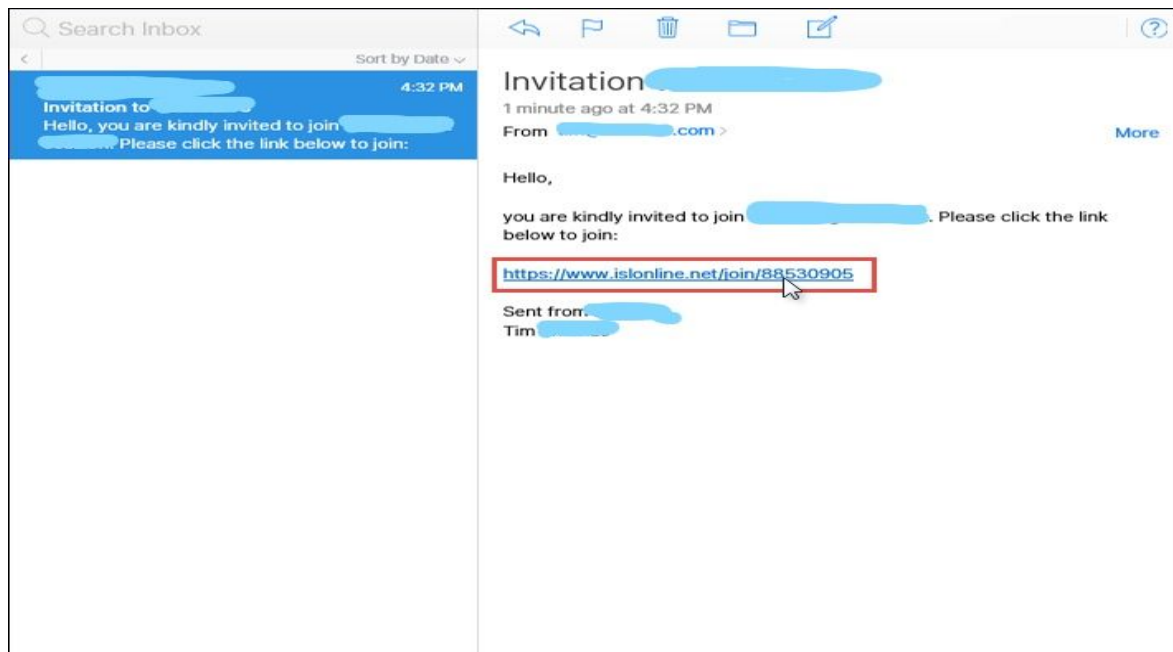 Search Inbox
Sort by Date
4:32 PM
Invitation to
Hello, you are kindly invited to join
Please click the link below to join:
Invitation
1 minute ago at 4:32 PM
From .com >
More
Hello,
you are kindly invited to join . Please click the link
below to join:
https://www.islonline.net/join/88530905
Sent from
Tim